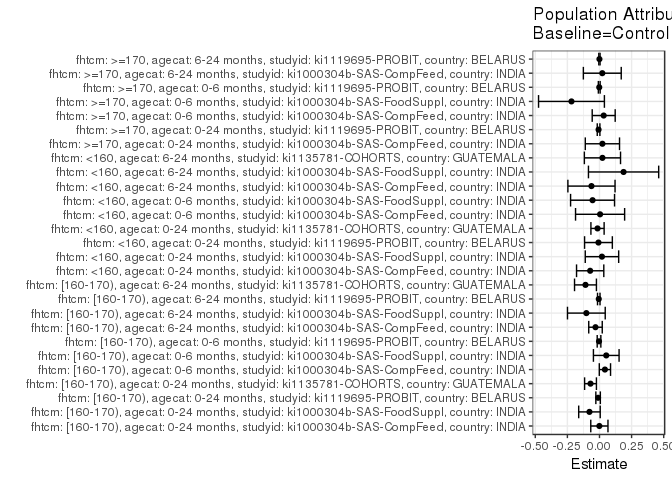 Population Attribu
Baseline=Control
fhtcm: >=170, agecat: 6-24 months, studyid: ki1119695-PROBIT, country: BELARUS
fhtcm: >=170, agecat: 6-24 months, studyid: ki1000304b-SAS-CompFeed, country: INDIA
fhtcm: >=170, agecat: 0-6 months, studyid: ki1119695-PROBIT, country: BELARUS
fhtcm: >=170, agecat: 0-6 months, studyid: ki1000304b-SAS-FoodSuppl, country: INDIA
fhtcm: >=170, agecat: 0-6 months, studyid: ki1000304b-SAS-CompFeed, country: INDIA
fhtcm: >=170, agecat: 0-24 months, studyid: ki1119695-PROBIT, country: BELARUS
fhtcm: >=170, agecat: 0-24 months, studyid: ki1000304b-SAS-CompFeed, country: INDIA
fhtcm: <160, agecat: 6-24 months, studyid: ki1135781-COHORTS, country: GUATEMALA
fhtcm: <160, agecat: 6-24 months, studyid: ki1000304b-SAS-FoodSuppl, country: INDIA
fhtcm: <160, agecat: 6-24 months, studyid: ki1000304b-SAS-CompFeed, country: INDIA
fhtcm: <160, agecat: 0-6 months, studyid: ki1000304b-SAS-FoodSuppl, country: INDIA
fhtcm: <160, agecat: 0-6 months, studyid: ki1000304b-SAS-CompFeed, country: INDIA
fhtcm: <160, agecat: 0-24 months, studyid: ki1135781-COHORTS, country: GUATEMALA
fhtcm: <160, agecat: 0-24 months, studyid: ki1119695-PROBIT, country: BELARUS
fhtcm: <160, agecat: 0-24 months, studyid: ki1000304b-SAS-FoodSuppl, country: INDIA
fhtcm: <160, agecat: 0-24 months, studyid: ki1000304b-SAS-CompFeed, country: INDIA
fhtcm: [160-170), agecat: 6-24 months, studyid: ki1135781-COHORTS, country: GUATEMALA
fhtcm: [160-170), agecat: 6-24 months, studyid: ki1119695-PROBIT, country: BELARUS
fhtcm: [160-170), agecat: 6-24 months, studyid: ki1000304b-SAS-FoodSuppl, country: INDIA
fhtcm: [160-170), agecat: 6-24 months, studyid: ki1000304b-SAS-CompFeed, country: INDIA
fhtcm: [160-170), agecat: 0-6 months, studyid: ki1119695-PROBIT, country: BELARUS
fhtcm: [160-170), agecat: 0-6 months, studyid: ki1000304b-SAS-FoodSuppl, country: INDIA
fhtcm: [160-170), agecat: 0-6 months, studyid: ki1000304b-SAS-CompFeed, country: INDIA
fhtcm: [160-170), agecat: 0-24 months, studyid: ki1135781-COHORTS, country: GUATEMALA
fhtcm: [160-170), agecat: 0-24 months, studyid: ki1119695-PROBIT, country: BELARUS
fhtcm: [160-170), agecat: 0-24 months, studyid: ki1000304b-SAS-FoodSuppl, country: INDIA
fhtcm: [160-170), agecat: 0-24 months, studyid: ki1000304b-SAS-CompFeed, country: INDIA
-0.50 -0.25 0.00 0.25 0.50
Estimate